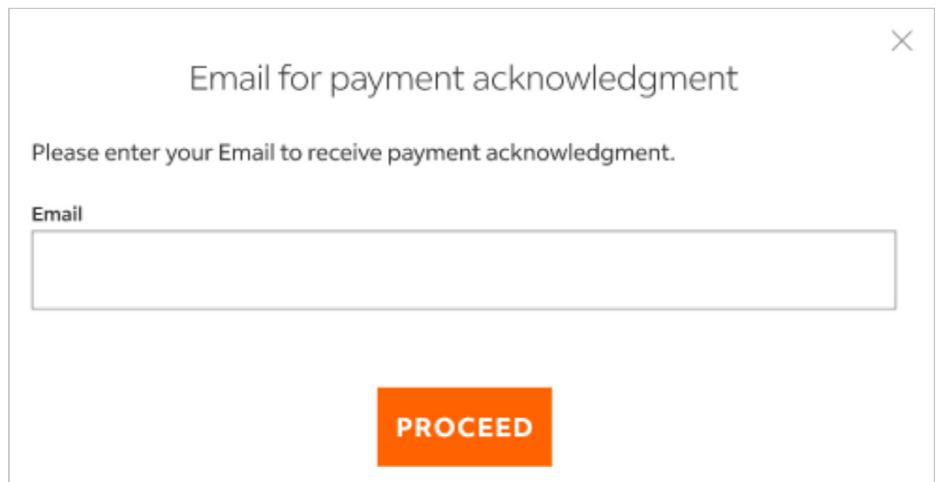 Email for payment acknowledgment
Please enter your Email to receive payment acknowledgment.
Email
PROCEED